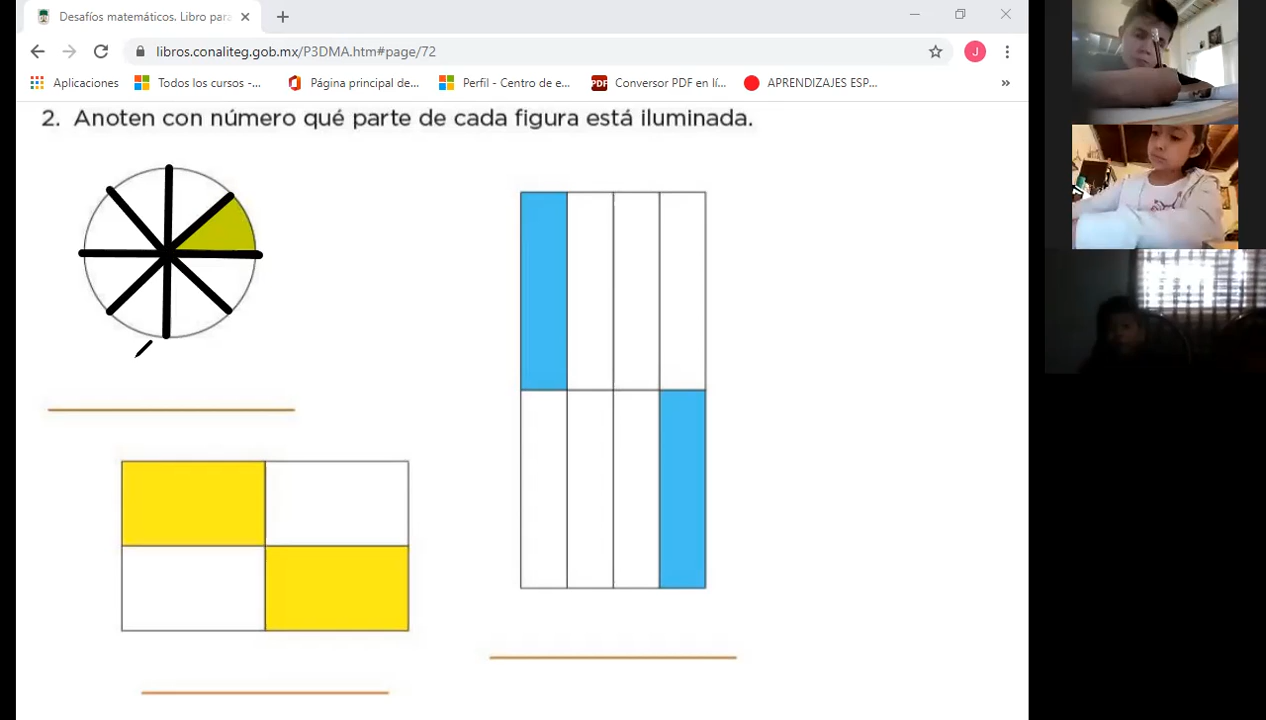 Desafíos matemáticos. Libro para
libros.conaliteg.gob.mx/P3DMA.htm#page/72
J
Aplicaciones
Todos los cursos -...
Página principal de...
Perfil - Centro de e...
PDF
Conversor PDF en lí...
APRENDIZAJES ESP...
»
2. Anoten con número qué parte de cada figura está iluminada.